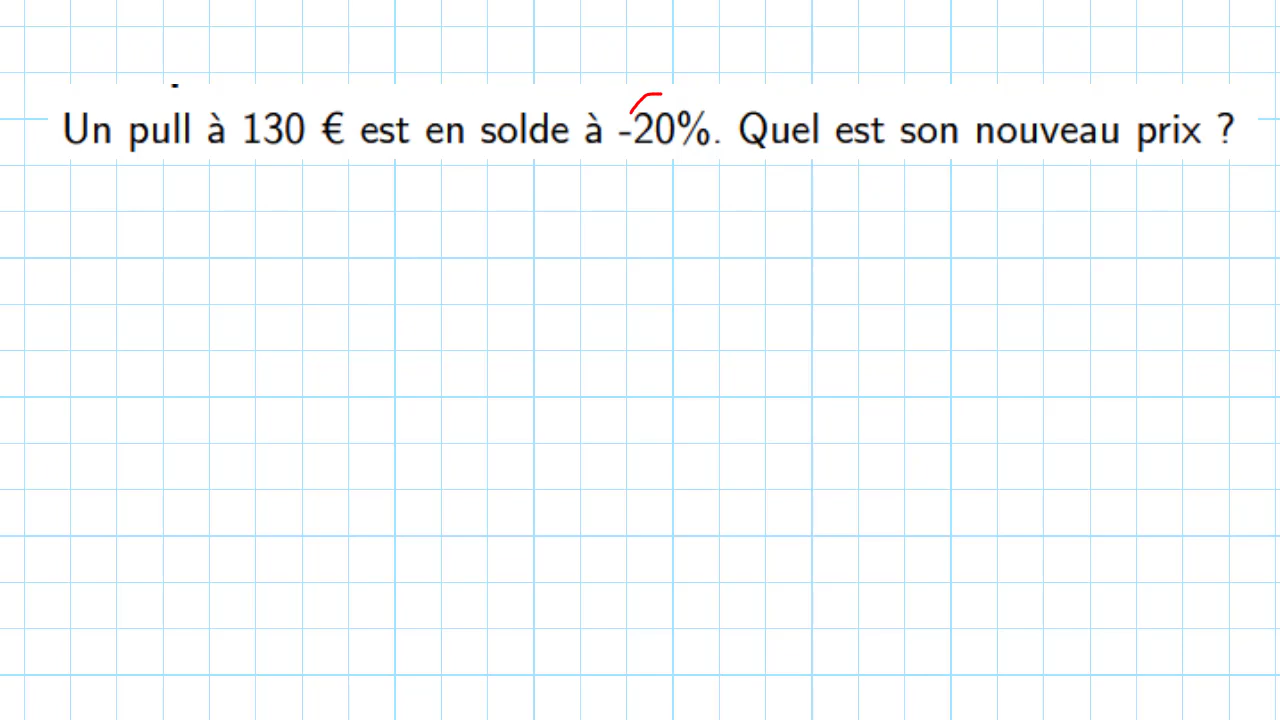 Un pull à 130 € est en solde à -20%. Quel est son nouveau prix ?